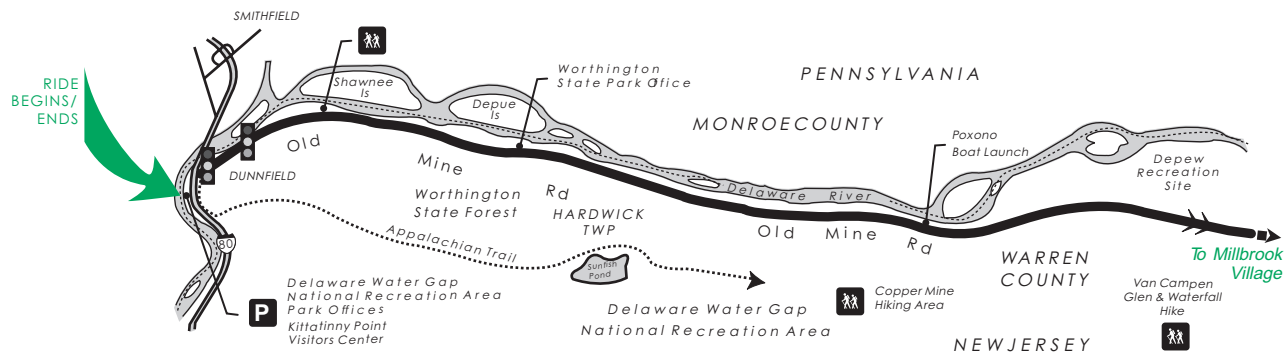 SMITHFIELD
RIDE
BEGINS/
ENDS
Shawnee
Is
Depue
Is
Worthington
State Park Office
PENNSYLVANIA
MONROECOUNTY
Poxono
Boat Launch
Depew
Recreation
Site
DUNNFIELD
Old Mine Rd
Worthington
State Forest
HARDWICK
TWP
Delaware River
Old Mine Rd
Appalachian Trail
Sunfish
Pond
80
WARREN
COUNTY
To Millbrook
Village
P
Delaware Water Gap
National Recreation Area
Park Offices
Kittatinny Point
Visitors Center
Delaware Water Gap
National Recreation Area
Copper Mine
Hiking Area
Van Campen
Glen & Waterfall
Hike
NEWJERSEY